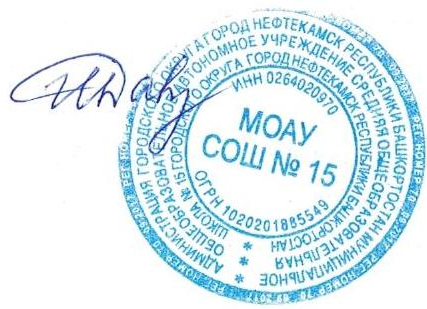 АДМИНИСТРАЦИЯ ГОРОДСКОГО ОКРУГА ГОРОД НЕФТЕКАМСК РЕСПУБЛИКИ БАШКОРТОСТАН МУНИЦИПАЛЬНОЕ
ОБЩЕОБРАЗОВАТЕЛЬНОЕ АВТОНОМНОЕ УЧРЕЖДЕНИЕ СРЕДНЯЯ ОБЩЕОБРАЗОВАТЕЛЬНАЯ
ШКОЛА № 15 ГОРОДСКОГО ОКРУГА ГОРОД НЕФТЕКАМСК РЕСПУБЛИКИ БАШКОРТОСТАН
ИНН 0264020970
МОАУ
СОШ № 15
ОГРН 1020201885549